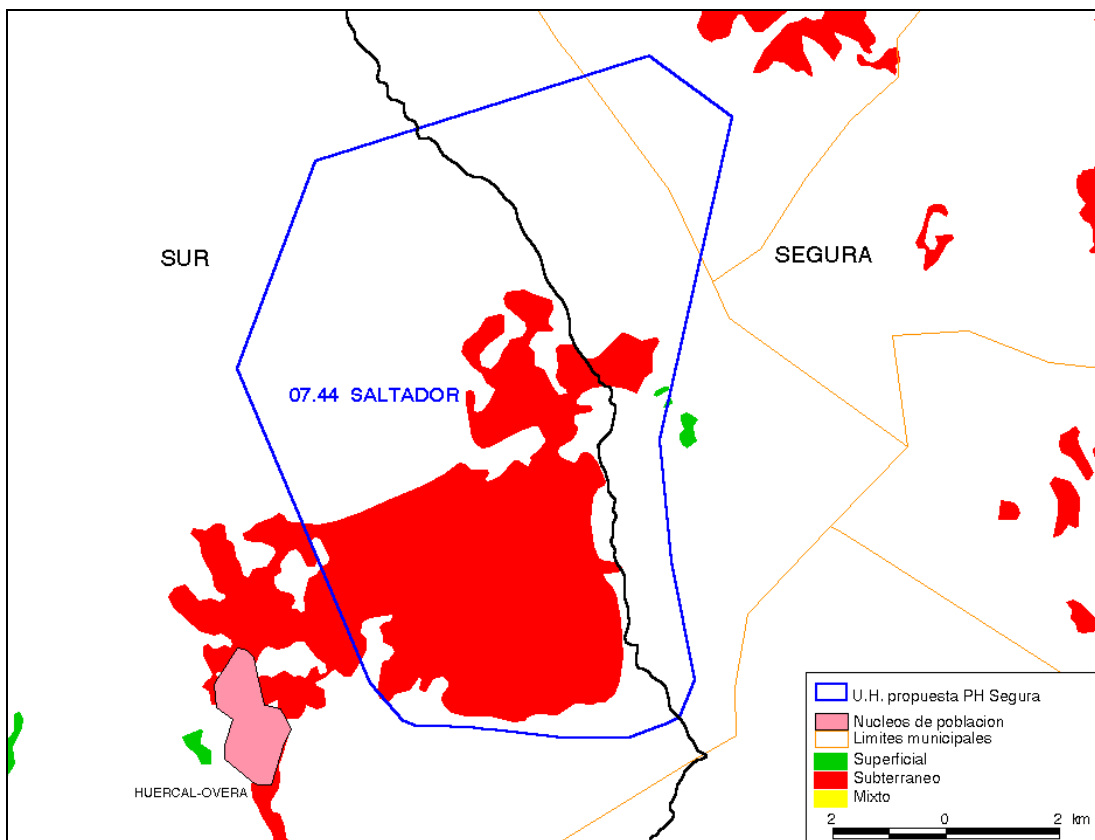 SUR
SEGURA
07.44 SALTADOR
HUERCAL-OVERA
U.H. propuesta PH Segura
Nucleos de poblacion
Limites municipales
Superficial
Subterraneo
Mixto
2 0 2 km